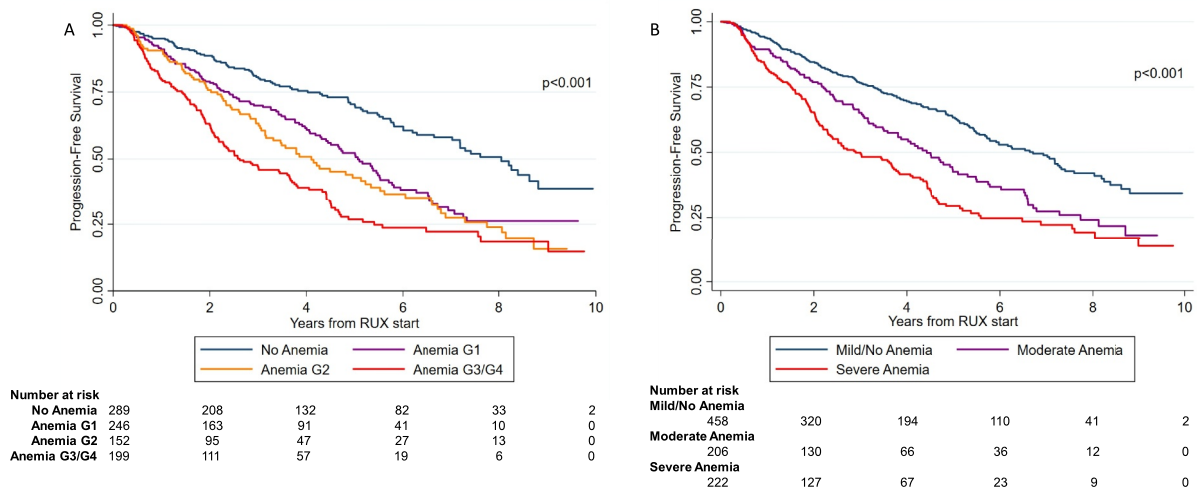 A
Progression-Free Survival
1.00
0.75
0.50
0.25
0.00
p<0.001
0 2 4 6 8 10
Years from RUX start
No Anemia Anemia G1
Anemia G2 Anemia G3/G4
Number at risk
No Anemia 289 208 132 82 33 2
Anemia G1 246 163 91 41 10 0
Anemia G2 152 95 47 27 13 0
Anemia G3/G4 199 111 57 19 6 0
B
Progression-Free Survival
1.00
0.75
0.50
0.25
0.00
p<0.001
0 2 4 6 8 10
Years from RUX start
Mild/No Anemia Moderate Anemia
Severe Anemia
Number at risk
Mild/No Anemia
458 320 194 110 41 2
Moderate Anemia
206 130 66 36 12 0
Severe Anemia
222 127 67 23 9 0